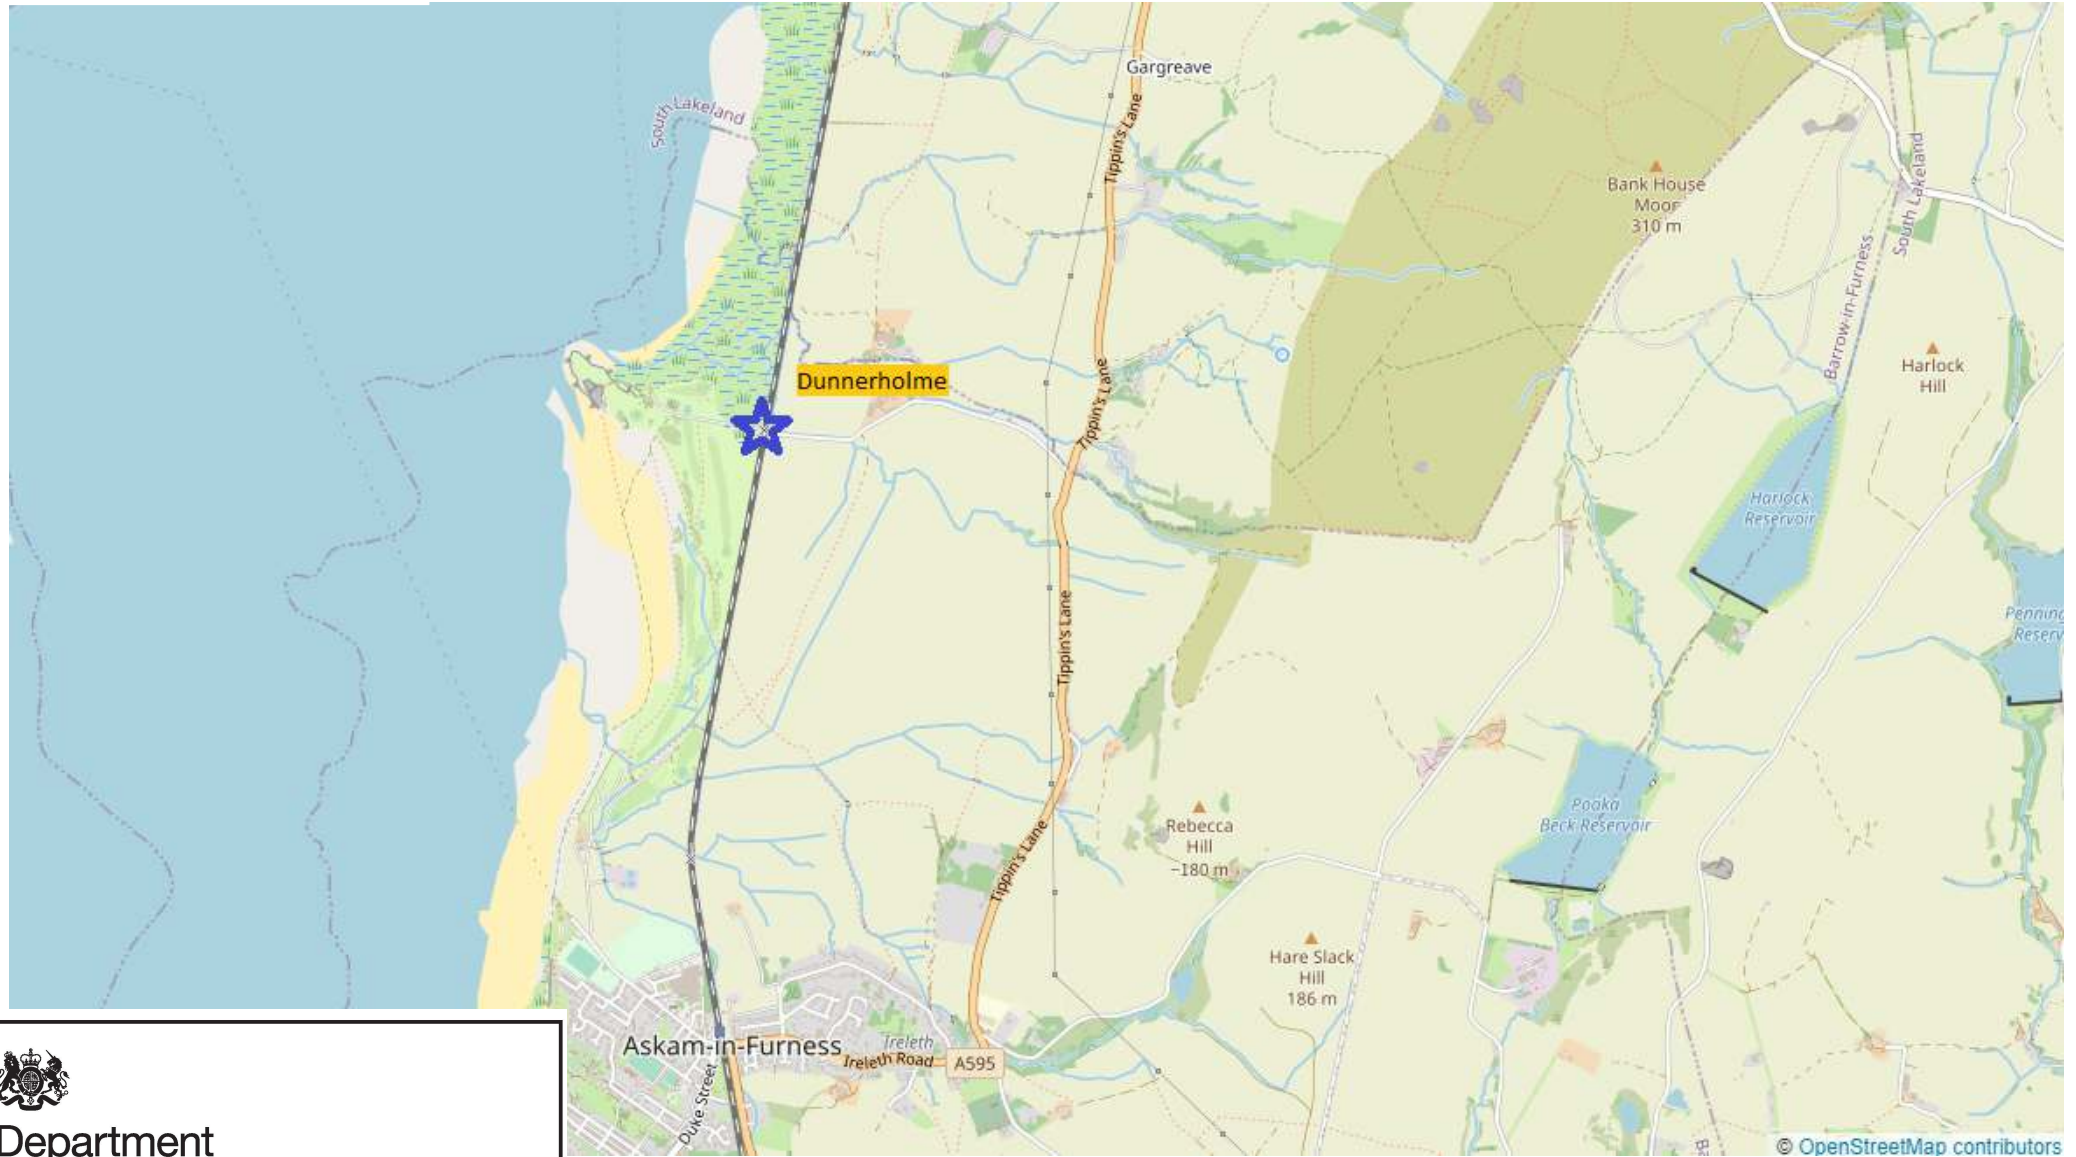 Gargreave
South Lakeland
Tippin's Lane
Bank House
Moor
310 m
South Lakeland
Barrow-in-Furness
Harlock
Hill
Dunnerholme
Tippin's Lane
Harlock
Reservoir
Tippin's Lane
Penning
Reserv
Rebecca
Hill
~180 m
Poaka
Beck Reservoir
Tippin's Lane
Hare Slack
Hill
186 m
Askam-in-Furness
Ireleth
Ireleth Road
A595
Duke Street
Ba
Department
© OpenStreetMap contributors